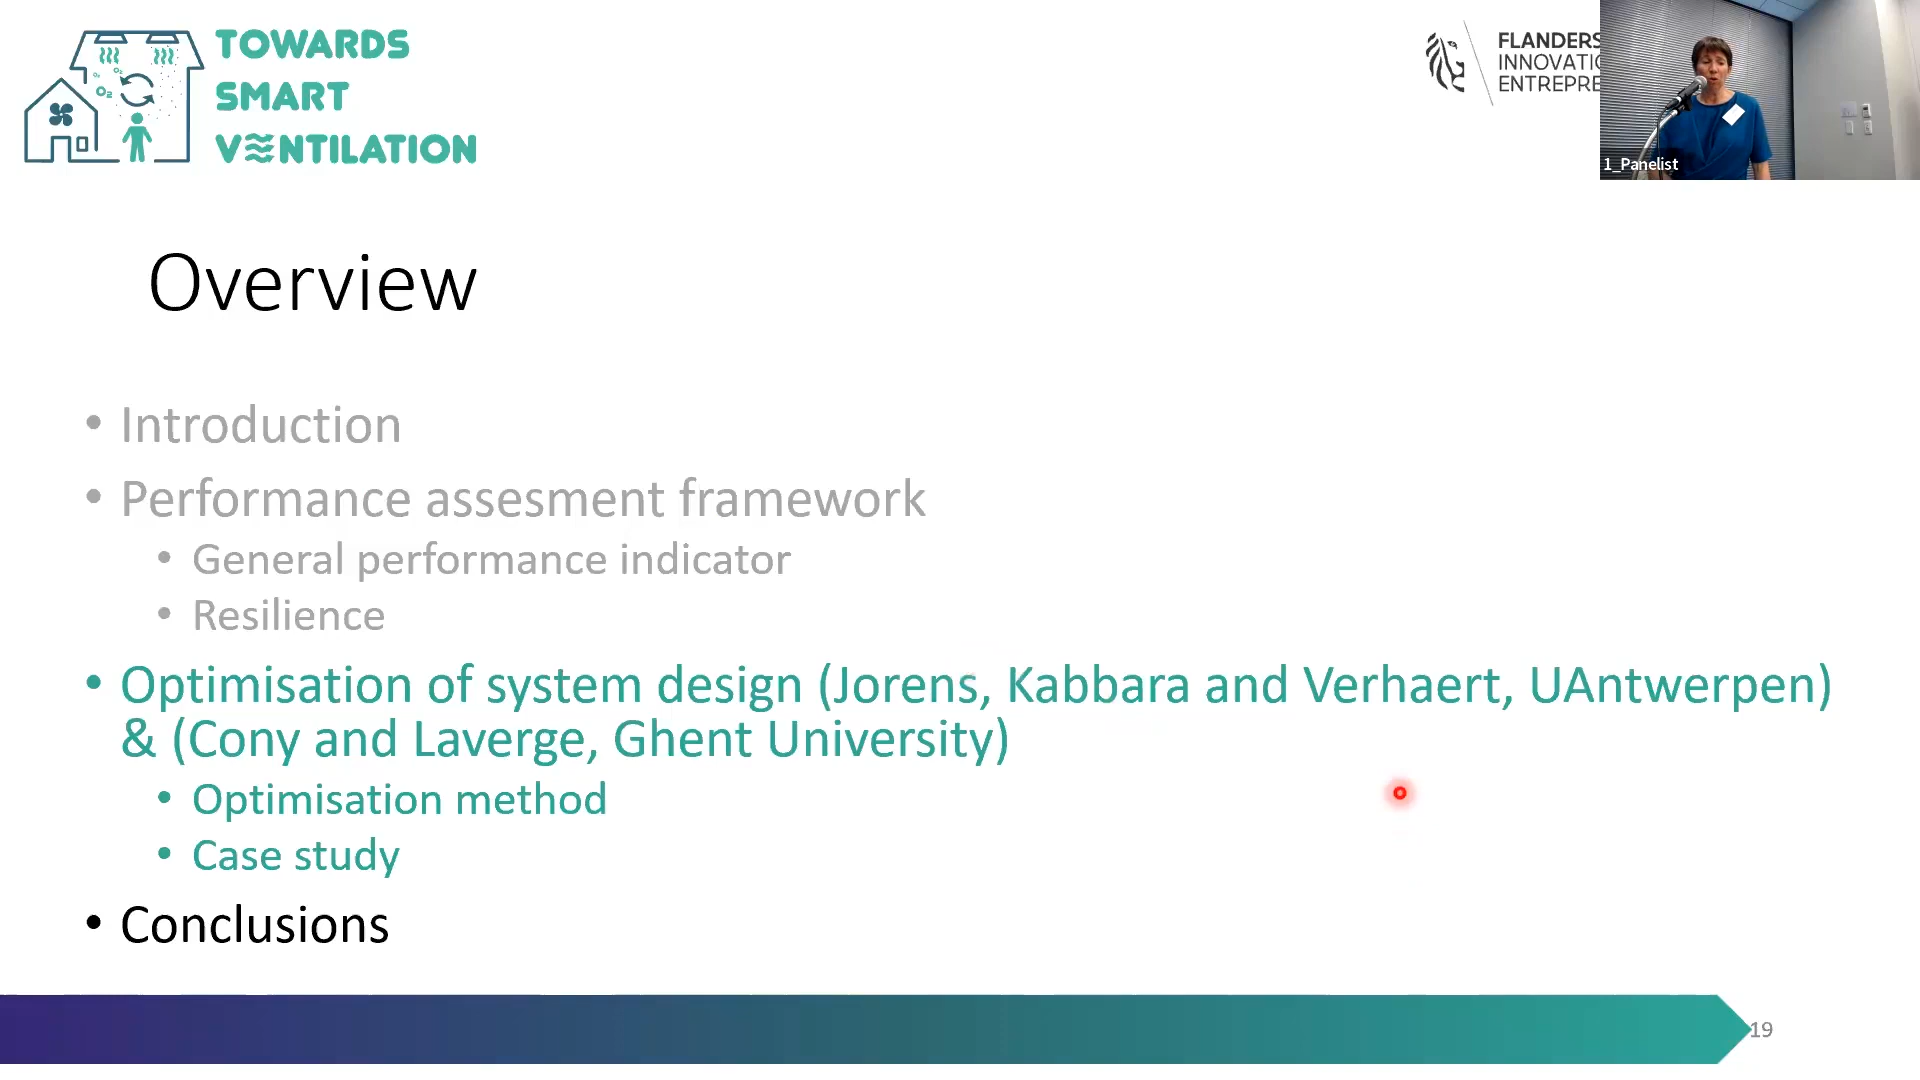 TOWARDS
SMART
VENTILATION
FLANDERS
INNOVATIO
ENTREPRE
1_Panelist
Overview
• Introduction
• Performance assesment framework
• General performance indicator
• Resilience
• Optimisation of system design (Jorens, Kabbara and Verhaert, UAntwerpen)
& (Cony and Laverge, Ghent University)
• Optimisation method
• Case study
• Conclusions
19